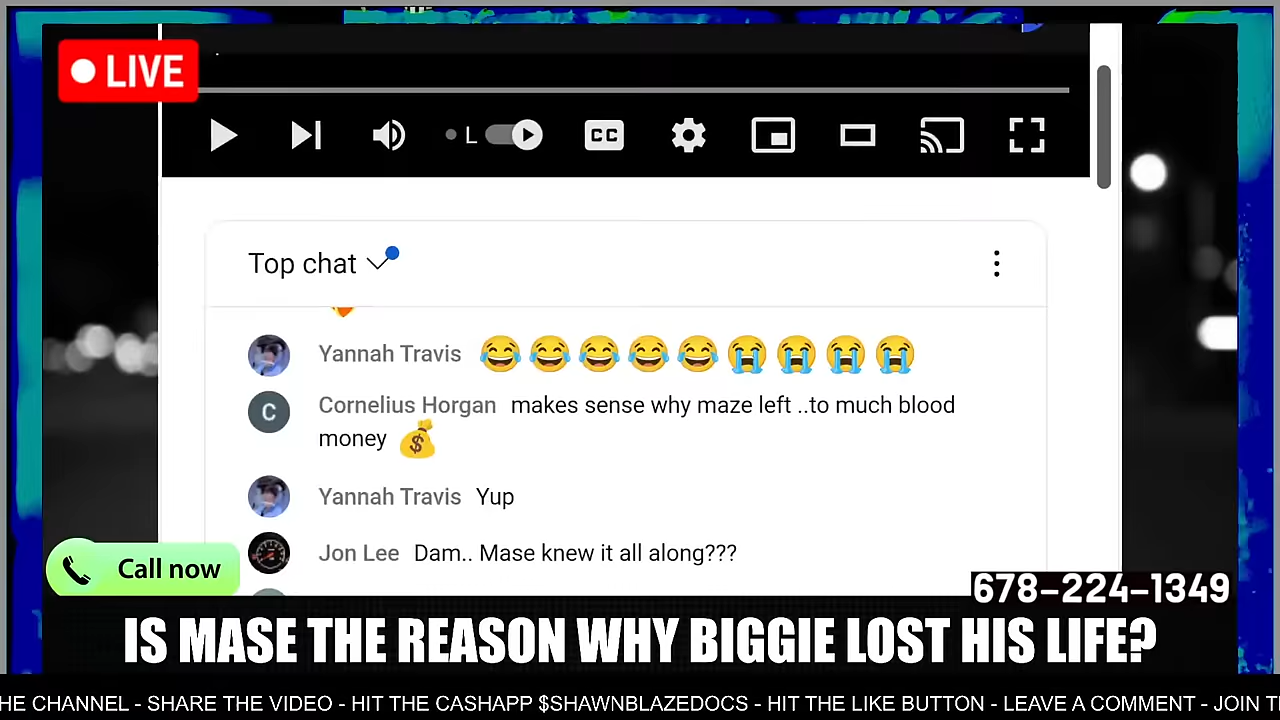 LIVE
L
CC
Top chat
Yannah Travis
C
Cornelius Horgan makes sense why maze left ..to much blood
money
Yannah Travis Yup
Jon Lee Dam.. Mase knew it all along???
Call now
678-224-1349
IS MASE THE REASON WHY BIGGIE LOST HIS LIFE?
HE CHANNEL - SHARE THE VIDEO - HIT THE CASHAPP $SHAWNBLAZEDOCS - HIT THE LIKE BUTTON - LEAVE A COMMENT - JOIN T